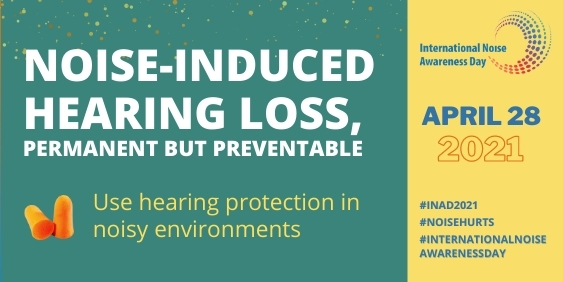 NOISE-INDUCED
HEARING LOSS,
PERMANENT BUT PREVENTABLE
Use hearing protection in
noisy environments
International Noise
Awareness Day
APRIL 28
2021
#INAD2021
#NOISEHURTS
#INTERNATIONALNOISE
AWARENESSDAY